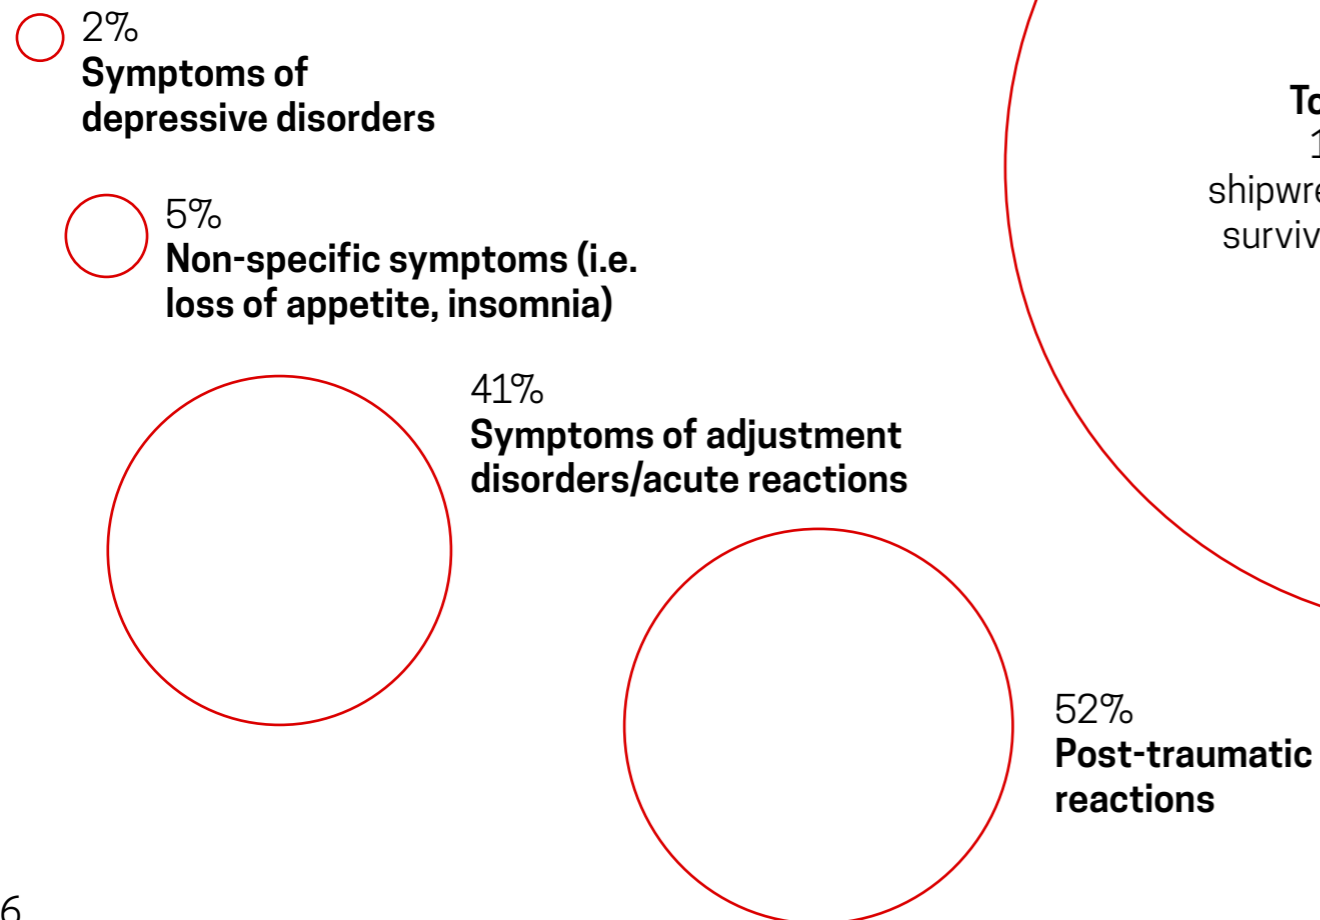 2%
Symptoms of
depressive disorders
5%
Non-specific symptoms (i.e.
loss of appetite, insomnia)
41%
Symptoms of adjustment
disorders/acute reactions
52%
Post-traumatic
reactions
6